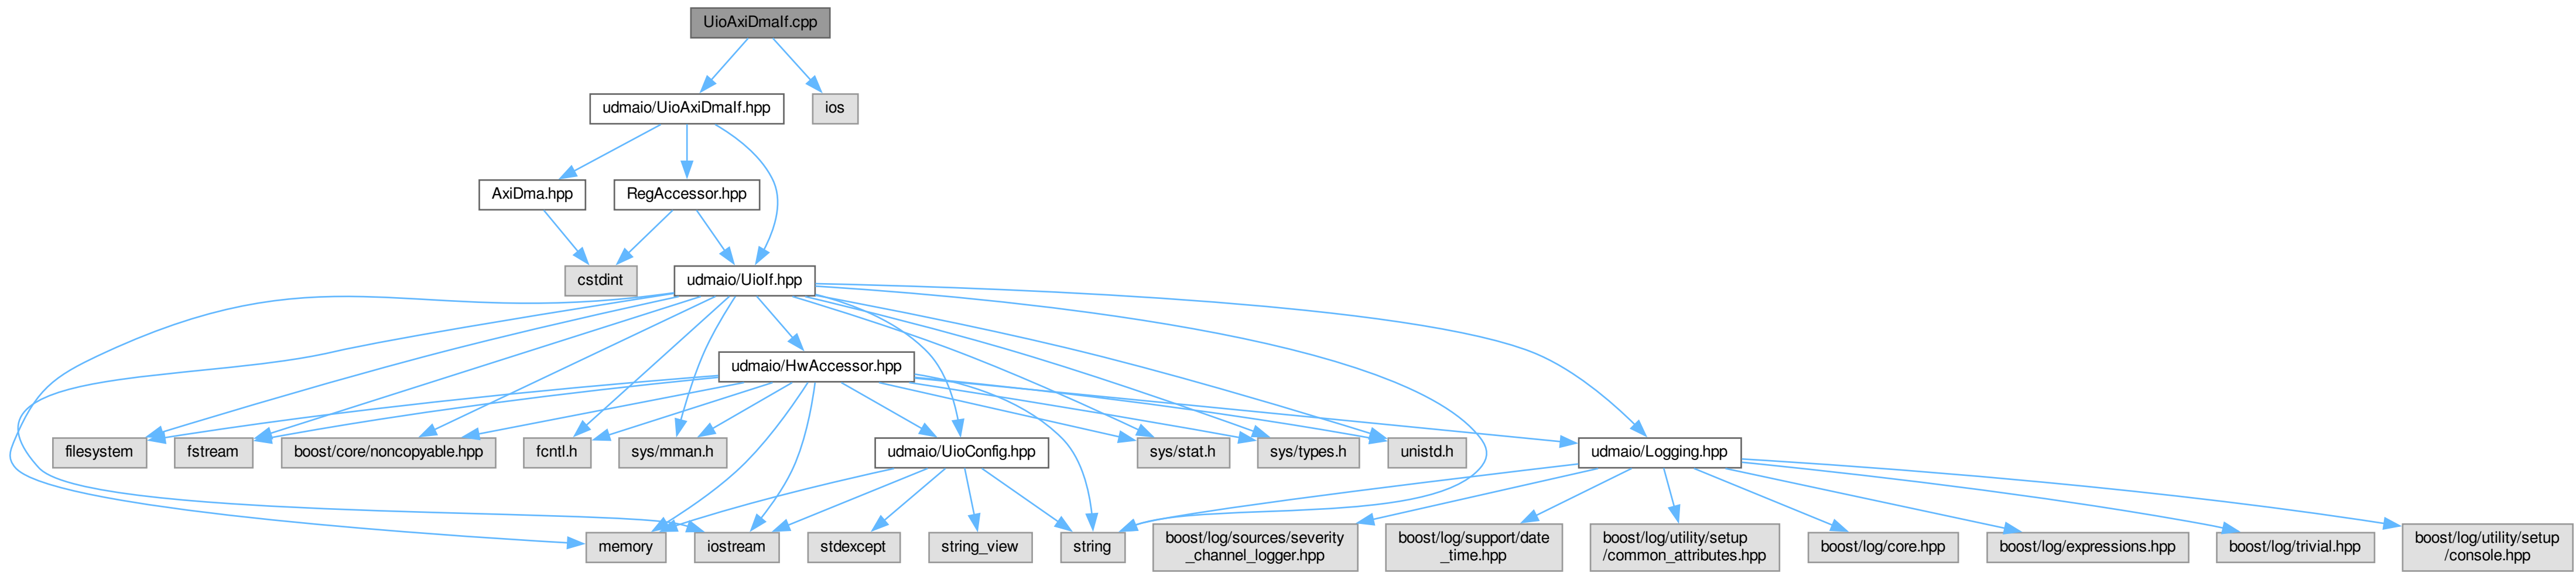 UioAxiDmaIf.cpp
udmaio/UioAxiDmaIf.hpp
ios
AxiDma.hpp
RegAccessor.hpp
cstdint
udmaio/UioIf.hpp
udmaio/HwAccessor.hpp
filesystem
fstream
boost/core/noncopyable.hpp
fcntl.h
sys/mman.h
udmaio/UioConfig.hpp
sys/stat.h
sys/types.h
unistd.h
udmaio/Logging.hpp
memory
iostream
stdexcept
string_view
string
boost/log/sources/severity
_channel_logger.hpp
boost/log/support/date
_time.hpp
boost/log/utility/setup
/common_attributes.hpp
boost/log/core.hpp
boost/log/expressions.hpp
boost/log/trivial.hpp
boost/log/utility/setup
/console.hpp